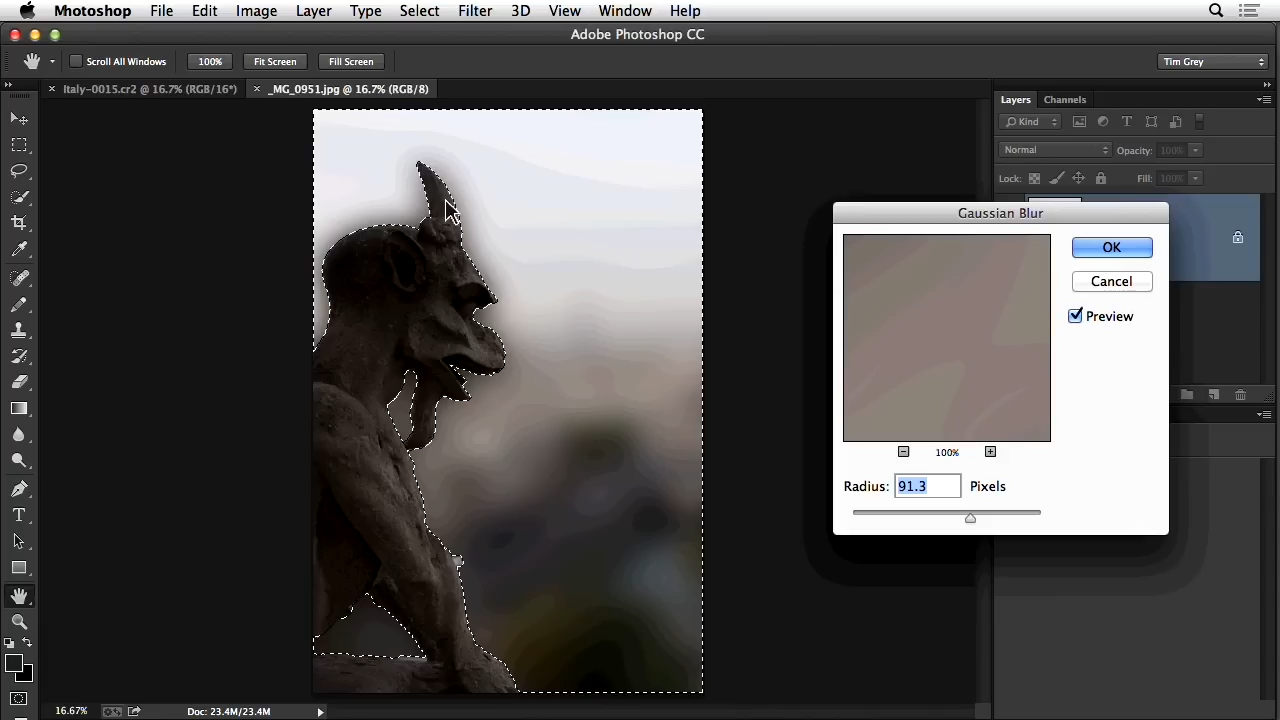 Mhotoshop File Edit Image Layer Type Select Filter 3D View Window Help
Adobe Photoshop CC
Scroll All Windows 100% Fit Screen Fill Screen Tim Grey
× Italy-0015.cr2 @ 16.7% (RGB/16*) × _MG_0951.jpg @ 16.7% (RGB/8)
Layers Channels
Kind
Normal Opacity: 100%
Lock: Fill: 100%
Gaussian Blur
OK
Cancel
Preview
100%
Radius: 91.3 Pixels
T
16.67% Doc: 23.4M/23.4M